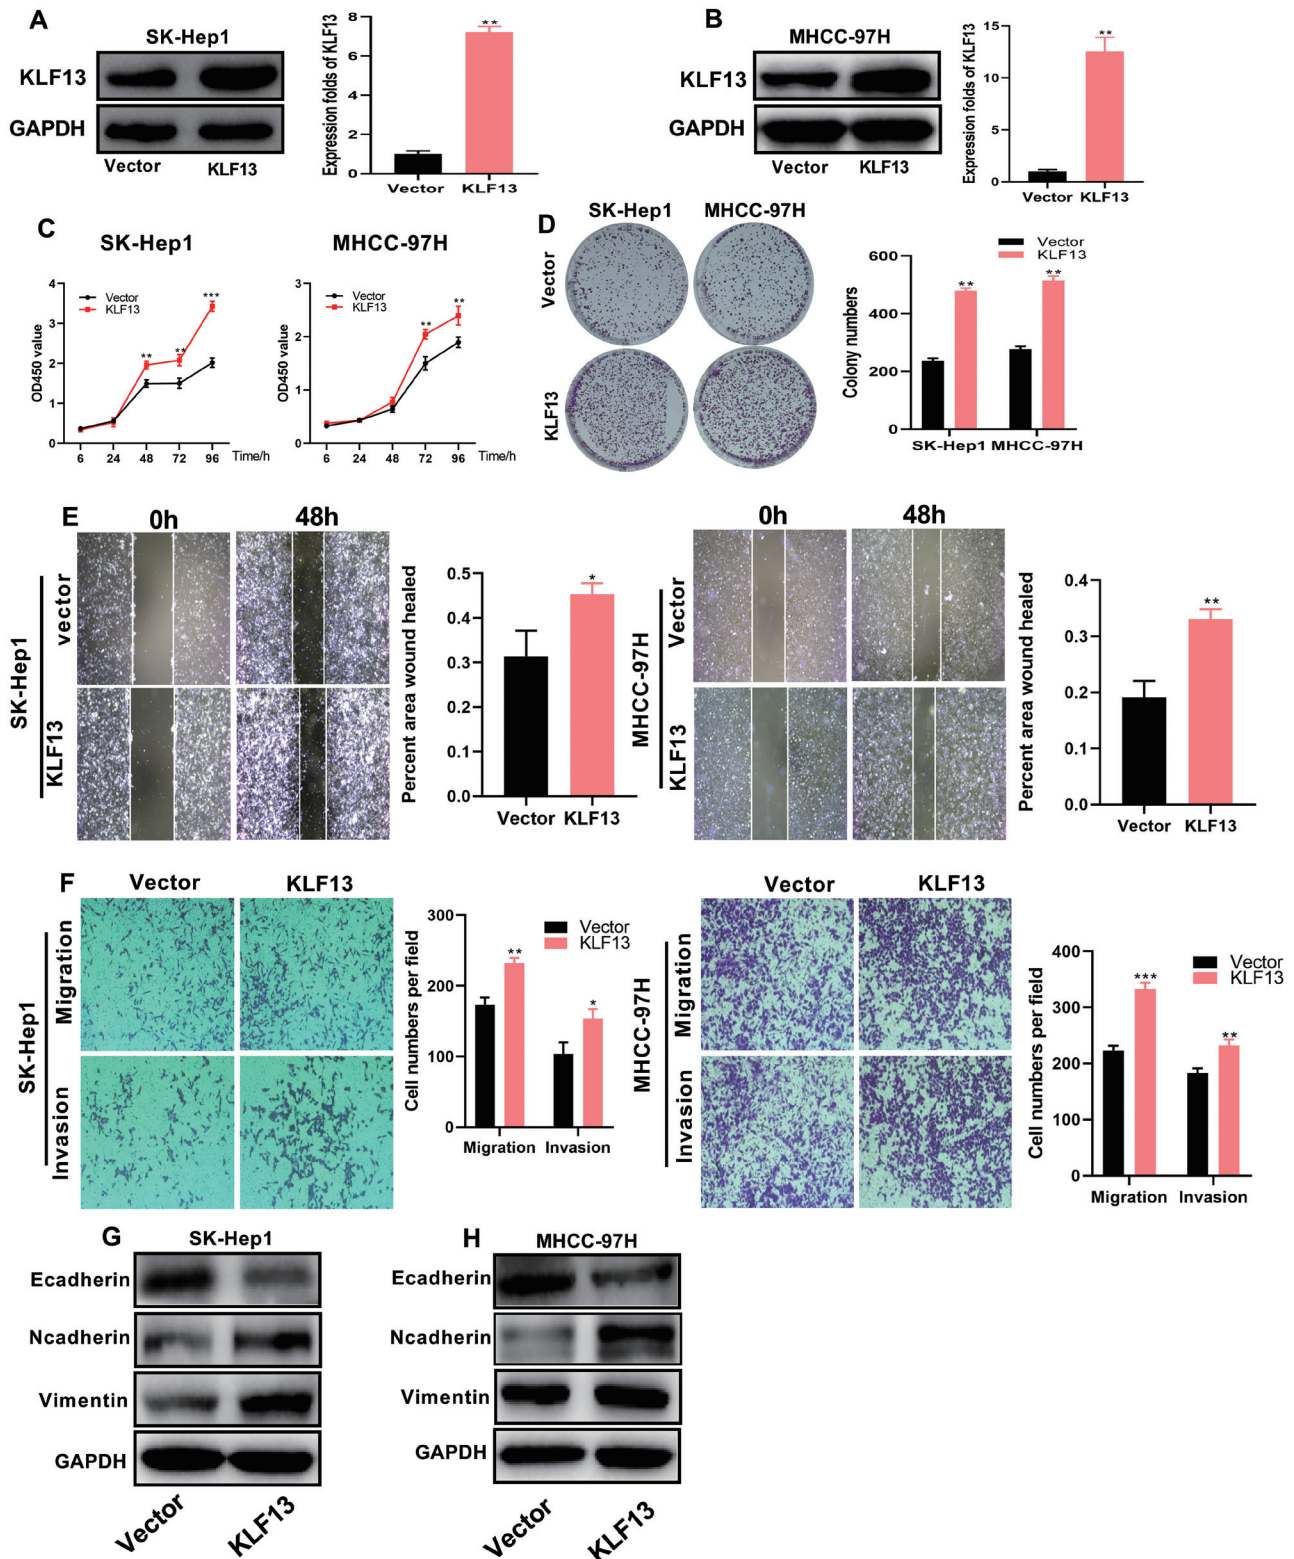 A
SK-Hep1
KLF13
GAPDH
Vector
KLF13
Expression folds of KLF13
8
6
4
2
0
**
Vector
KLF13
B
MHCC-97H
KLF13
GAPDH
Vector
KLF13
Expression folds of KLF13
15
10
5
0
**
Vector
KLF13
C
SK-Hep1
OD450 value
4
3
2
1
0
Vector
KLF13
**
**
***
6 24 48 72 96 Time/h
MHCC-97H
OD450 value
3
2
1
0
Vector
KLF13
**
**
6 24 48 72 96 Time/h
D
SK-Hep1
MHCC-97H
Vector
KLF13
Colony numbers
600
400
200
0
Vector
KLF13
**
**
SK-Hep1 MHCC-97H
E
0h
48h
SK-Hep1
vector
KLF13
Percent area wound healed
0.5
0.4
0.3
0.2
0.1
0.0
*
Vector KLF13
0h
48h
MHCC-97H
Vector
KLF13
Percent area wound healed
0.4
0.3
0.2
0.1
0.0
**
Vector KLF13
F
Vector
KLF13
SK-Hep1
Migration
Invasion
Cell numbers per field
300
200
100
0
Vector
KLF13
**
*
Migration Invasion
Vector
KLF13
MHCC-97H
Migration
Invasion
Cell numbers per field
400
300
200
100
0
Vector
KLF13
***
**
Migration Invasion
G
SK-Hep1
Ecadherin
Ncadherin
Vimentin
GAPDH
Vector
KLF13
H
MHCC-97H
Ecadherin
Ncadherin
Vimentin
GAPDH
Vector
KLF13